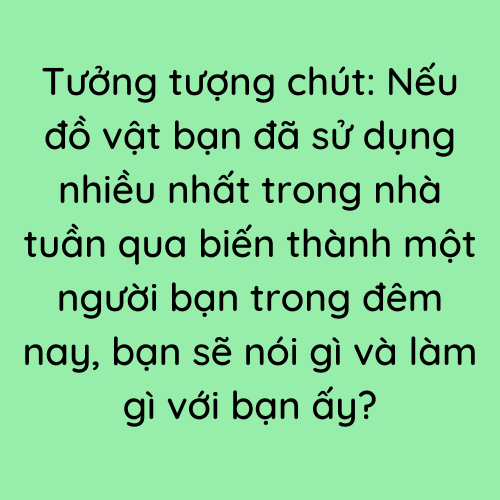 Tưởng tượng chút: Nếu
đồ vật bạn đã sử dụng
nhiều nhất trong nhà
tuần qua biến thành một
người bạn trong đêm
nay, bạn sẽ nói gì và làm
gì với bạn ấy?